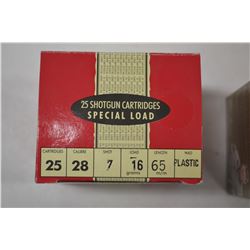 25 SHOTGUN CARTRIDGES
SPECIAL LOAD
CARTRIDGES CALIBRE SHOT LOAD LENGTH WAD
25 28 7 16 65 PLASTIC
grams m/m